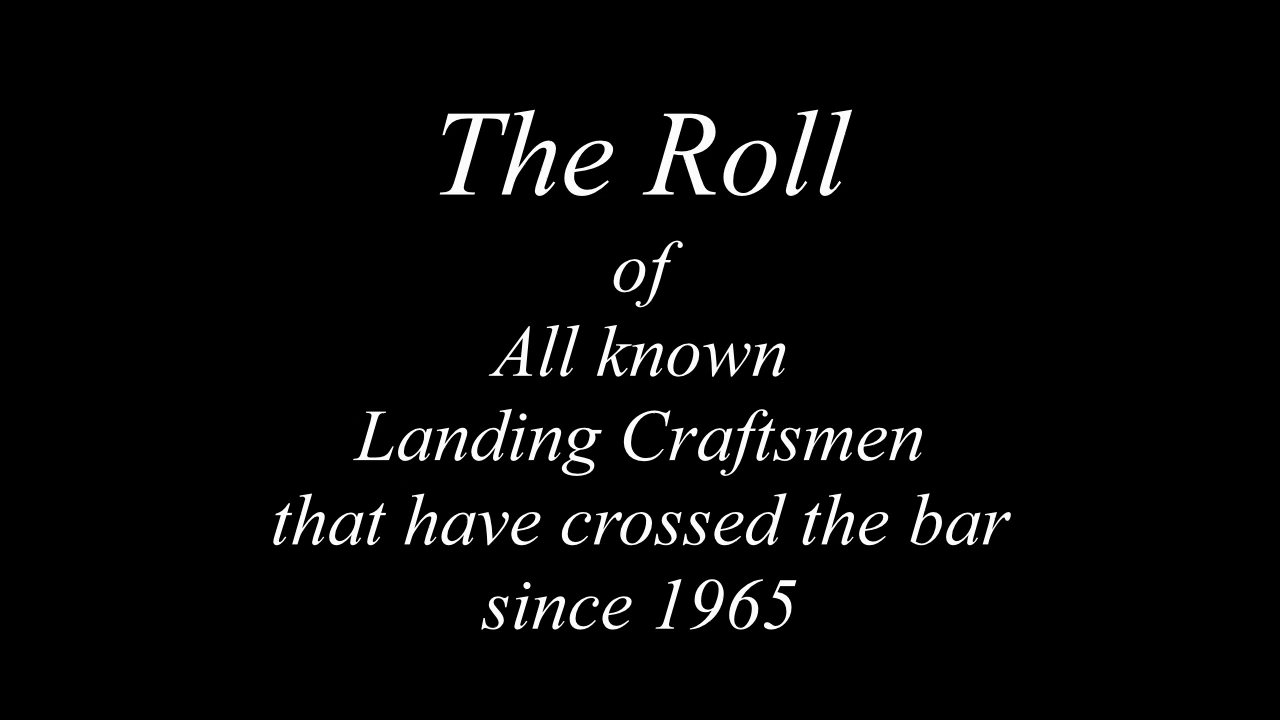 The Roll
of
All known
Landing Craftsmen
that have crossed the bar
since 1965